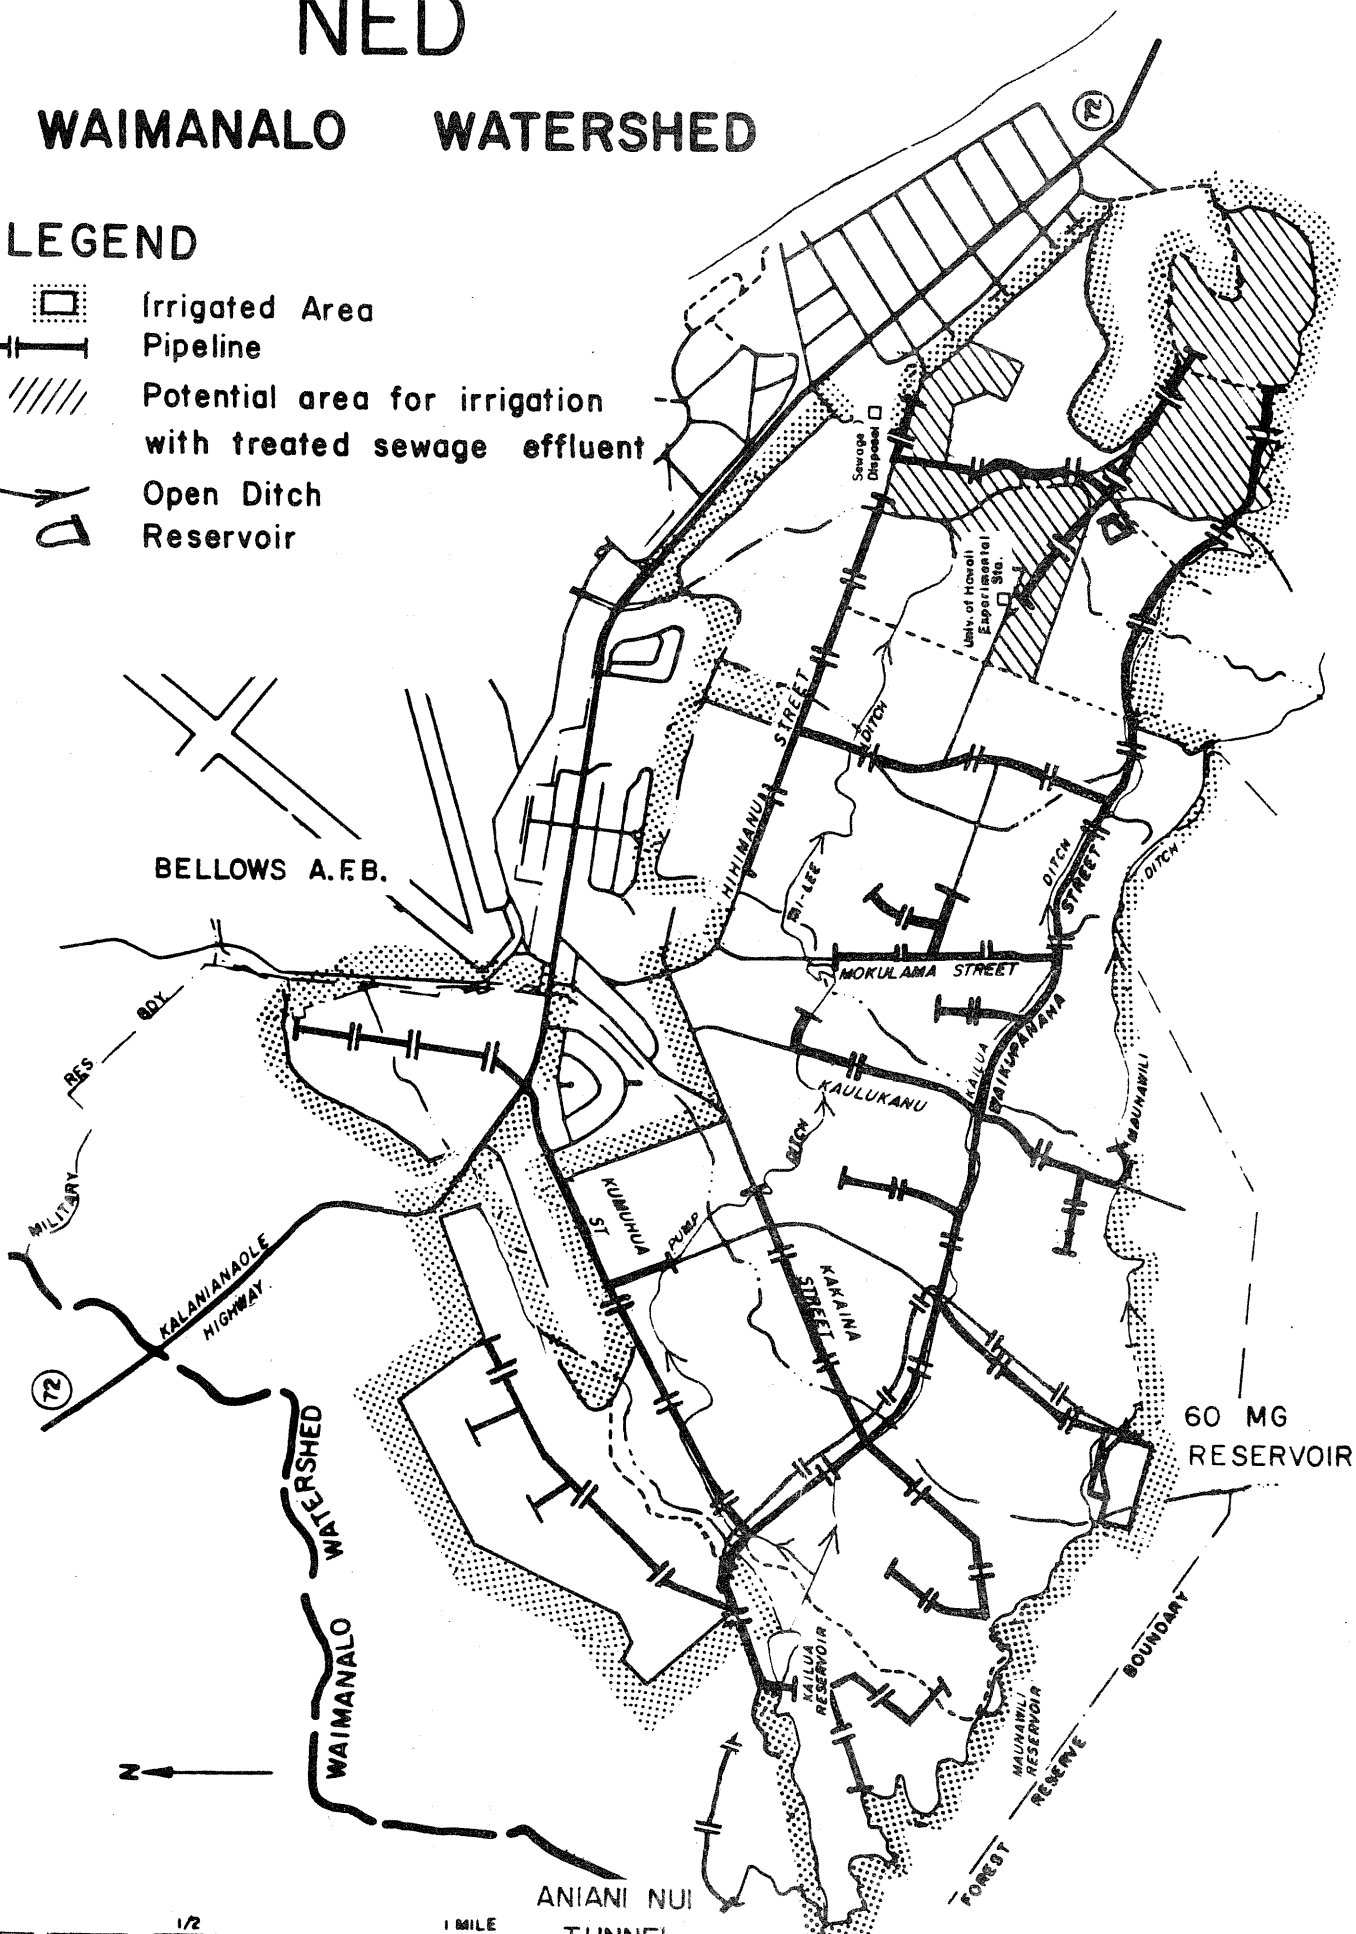 NED
WAIMANALO WATERSHED
LEGEND
Irrigated Area
Pipeline
Potential area for irrigation
with treated sewage effluent
Open Ditch
Reservoir
72
Sewage
Disposal
Univ. of Hawaii
Experimental
Sta.
HIHIMANU STREET
DITCH
MI-LEE
BELLOWS A.F.B.
DITCH
STREET
DITCH
MOKULAMA STREET
MILITARY RES BDY
KAILUA
WAIKUPANAHA
KAULUKANU
MAUNAWILI
DITCH
KUMUHUA
ST
PUMP
KAKAINA
STREET
KALANIANAOLE
HIGHWAY
72
60 MG
RESERVOIR
WAIMANALO WATERSHED
KAILUA
RESERVOIR
MAUNAWILI
RESERVOIR
FOREST RESERVE BOUNDARY
N
ANIANI NUI
TUNNEL
1/2
1 MILE